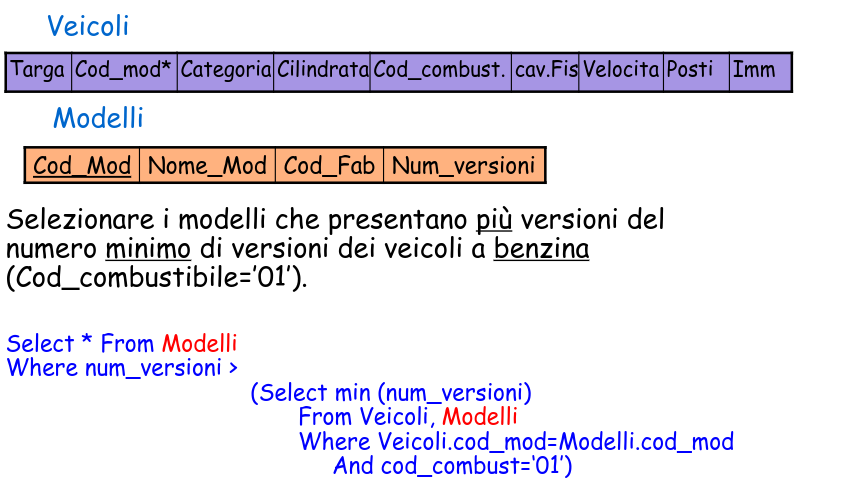 Veicoli
Targa Cod_mod* Categoria Cilindrata Cod_combust. cav.Fis Velocita Posti Imm
Modelli
Cod_Mod Nome_Mod Cod_Fab Num_versioni
Selezionare i modelli che presentano più versioni del
numero minimo di versioni dei veicoli a benzina
(Cod_combustibile='01').
Select * From Modelli
Where num_versioni >
(Select min (num_versioni)
From Veicoli, Modelli
Where Veicoli.cod_mod=Modelli.cod_mod
And cod_combust='01')